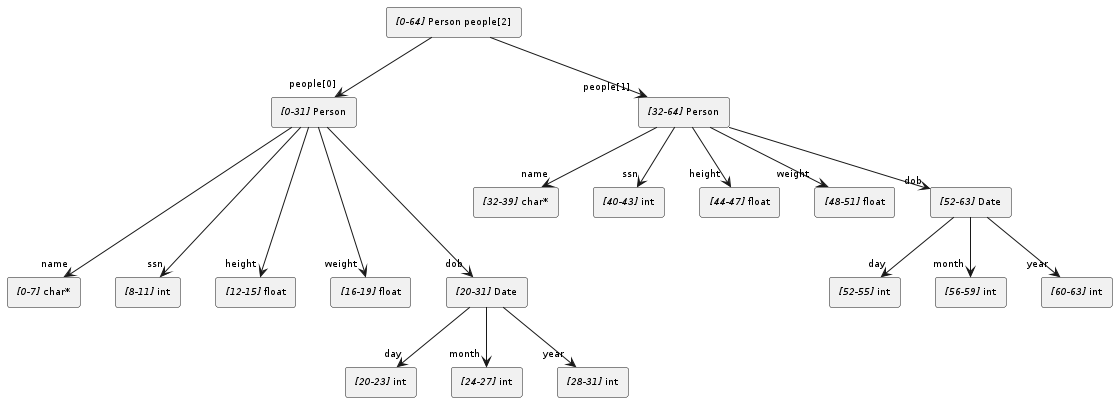 [0-64] Person people[2]
people[0]
people[1]
[0-31] Person
[32-64] Person
name
ssn
height
weight
dob
[32-39] char*
[40-43] int
[44-47] float
[48-51] float
[52-63] Date
name
ssn
height
weight
dob
day
month
year
[0-7] char*
[8-11] int
[12-15] float
[16-19] float
[20-31] Date
[52-55] int
[56-59] int
[60-63] int
day
month
year
[20-23] int
[24-27] int
[28-31] int